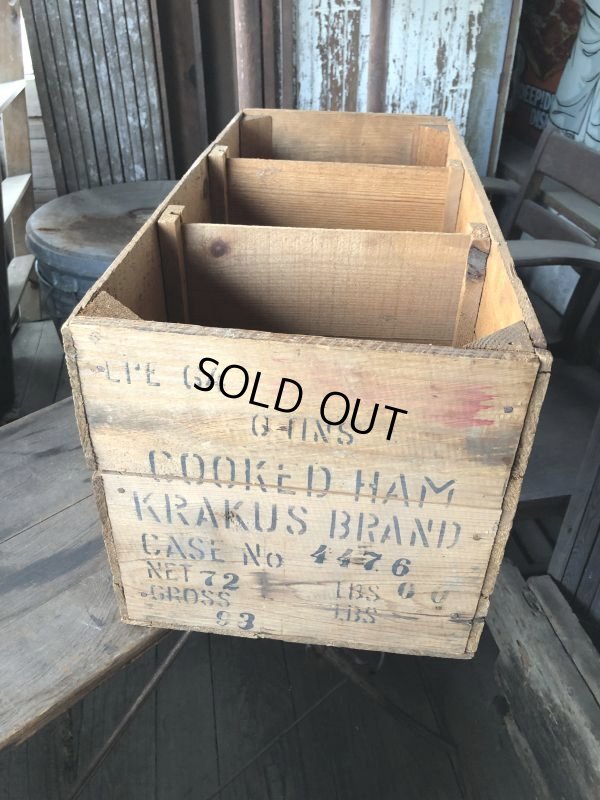 SOLD OUT
COOKED HAM
KRAKUS BRAND
CASE No 4476
NET 72 LBS
GROSS LBS
93